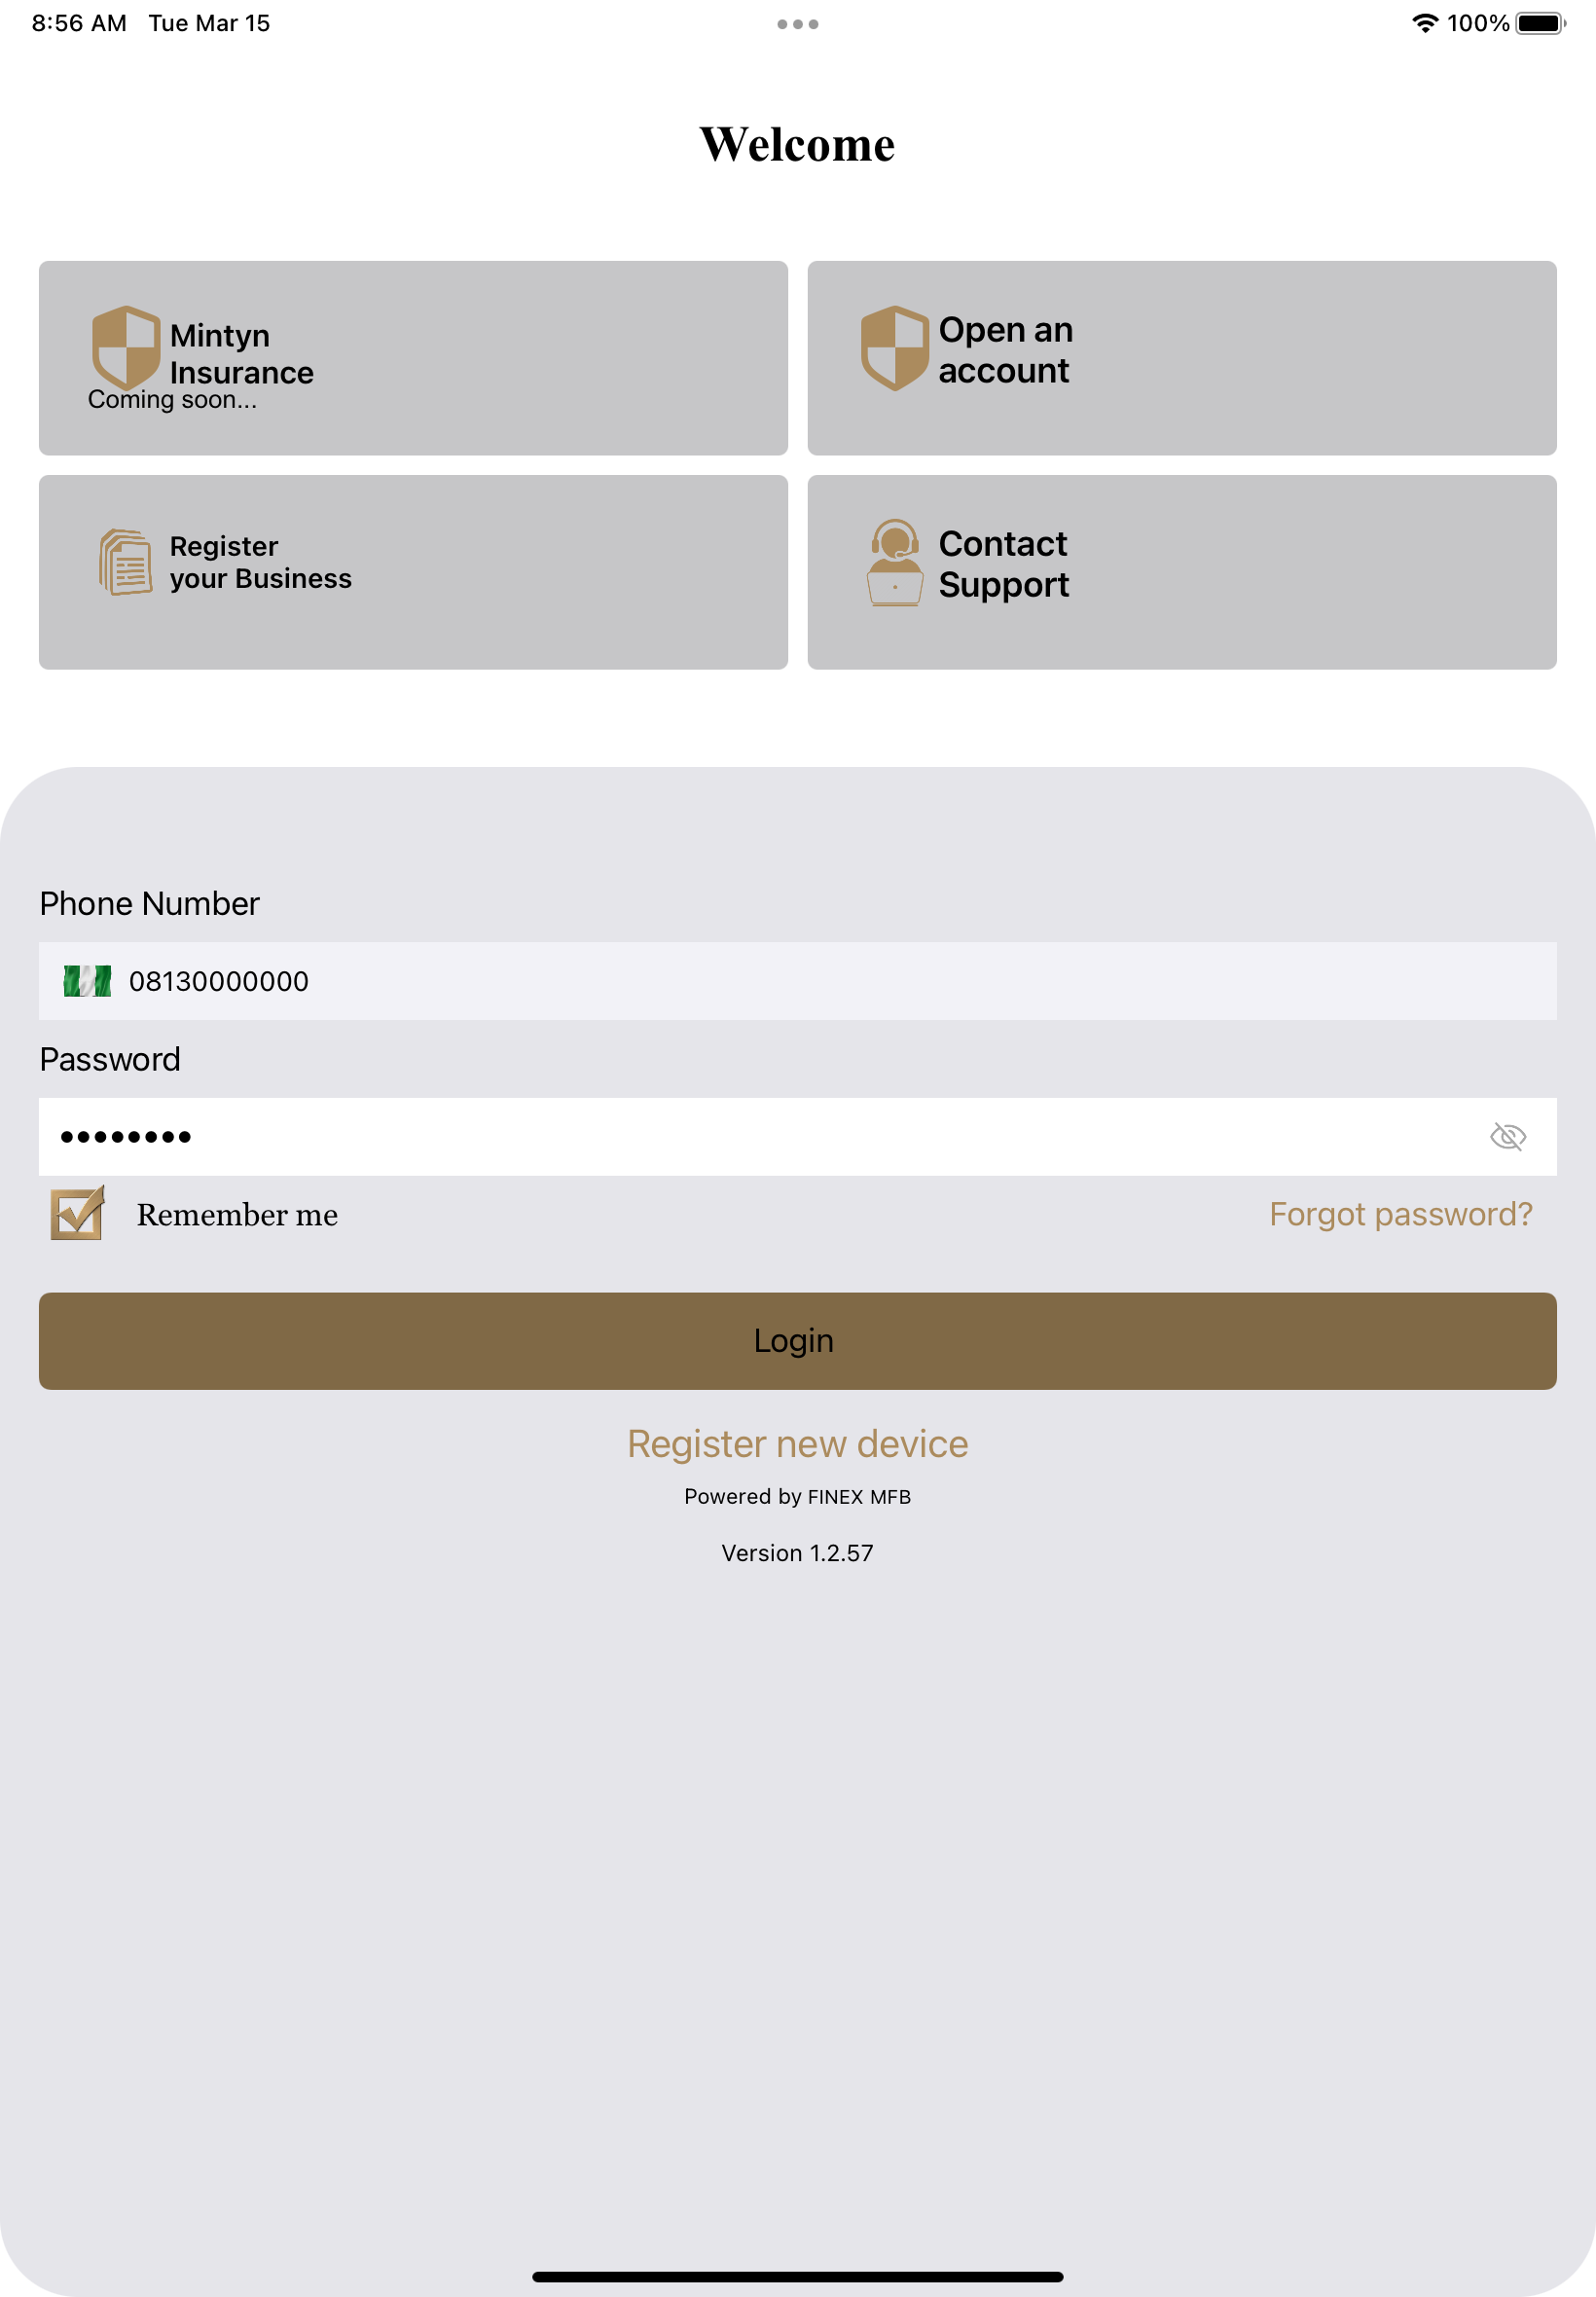 8:56 AM Tue Mar 15
100%
Welcome
Mintyn
Insurance
Coming soon...
Open an
account
Register
your Business
Contact
Support
Phone Number
08130000000
Password
Remember me
Forgot password?
Login
Register new device
Powered by FINEX MFB
Version 1.2.57